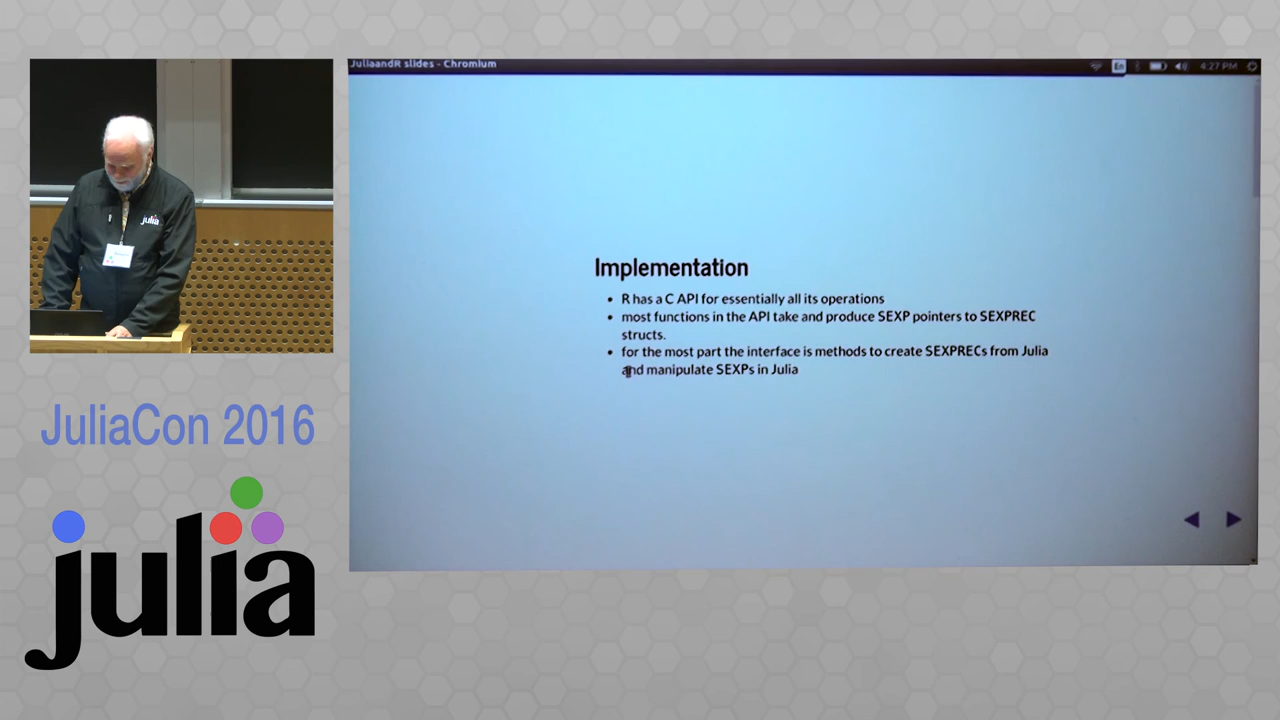 JuliaandR slides - Chromium
En
4:27 PM
Implementation
• R has a C API for essentially all its operations
• most functions in the API take and produce SEXP pointers to SEXPREC
structs.
• for the most part the interface is methods to create SEXPRECs from Julia
and manipulate SEXPs in Julia
julia
JuliaCon 2016
julia